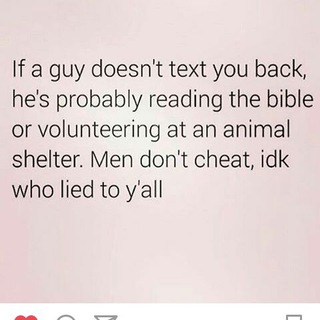 If a guy doesn't text you back,
he's probably reading the bible
or volunteering at an animal
shelter. Men don't cheat, idk
who lied to y'all